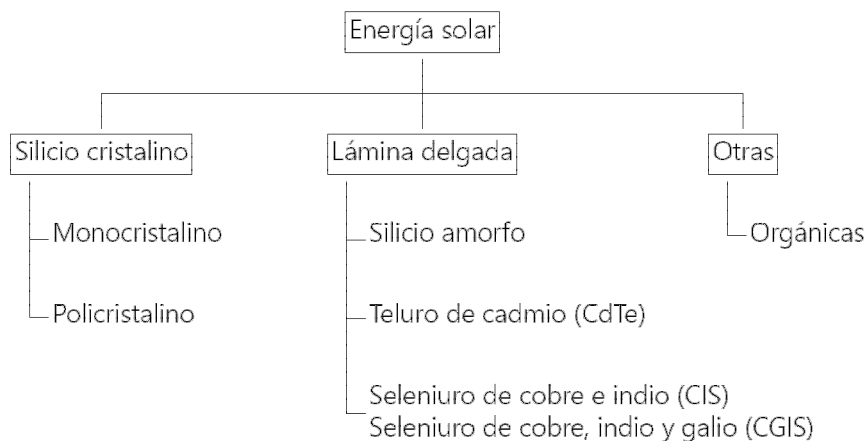 Energía solar
Silicio cristalino
Monocristalino
Policristalino
Lámina delgada
Silicio amorfo
Teluro de cadmio (CdTe)
Seleniuro de cobre e indio (CIS)
Seleniuro de cobre, indio y galio (CGIS)
Otras
Orgánicas